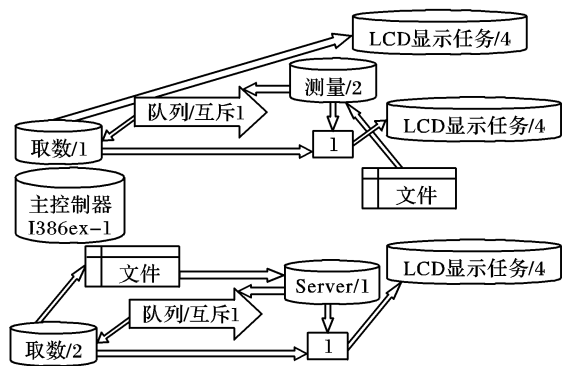 LCD显示任务/4
测量/2
队列/互斥1
LCD显示任务/4
取数/1
1
文件
主控制器
I386ex-1
文件
LCD显示任务/4
Server/1
队列/互斥1
取数/2
1